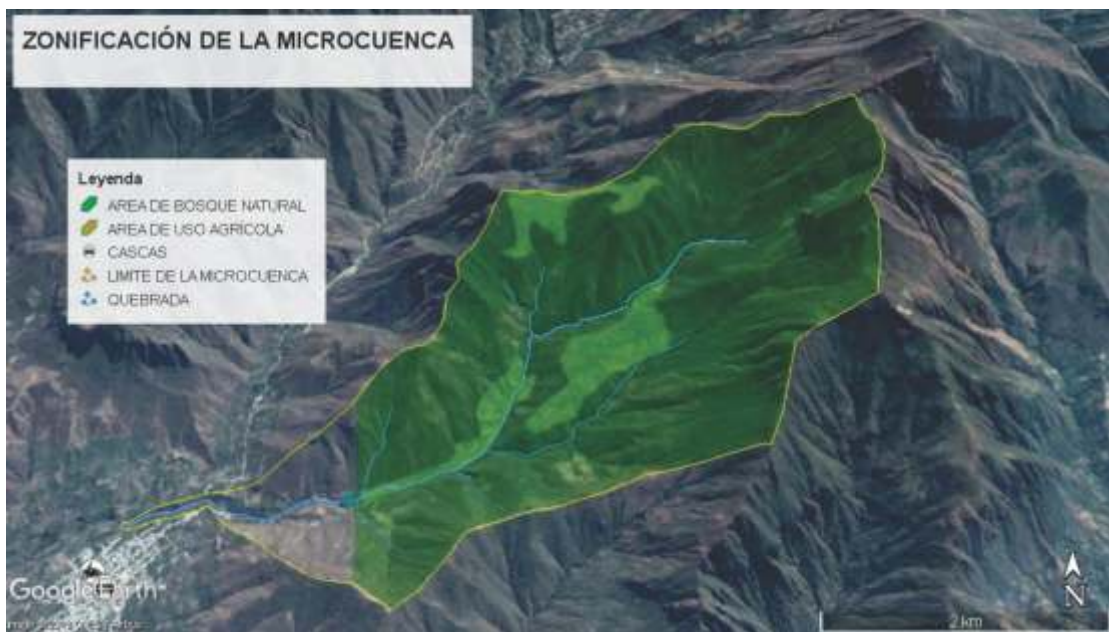 ZONIFICACIÓN DE LA MICROCUENCA
Leyenda
AREA DE BOSQUE NATURAL
AREA DE USO AGRÍCOLA
CASCAS
LIMITE DE LA MICROCUENCA
QUEBRADA
Google Earth
N
2 km